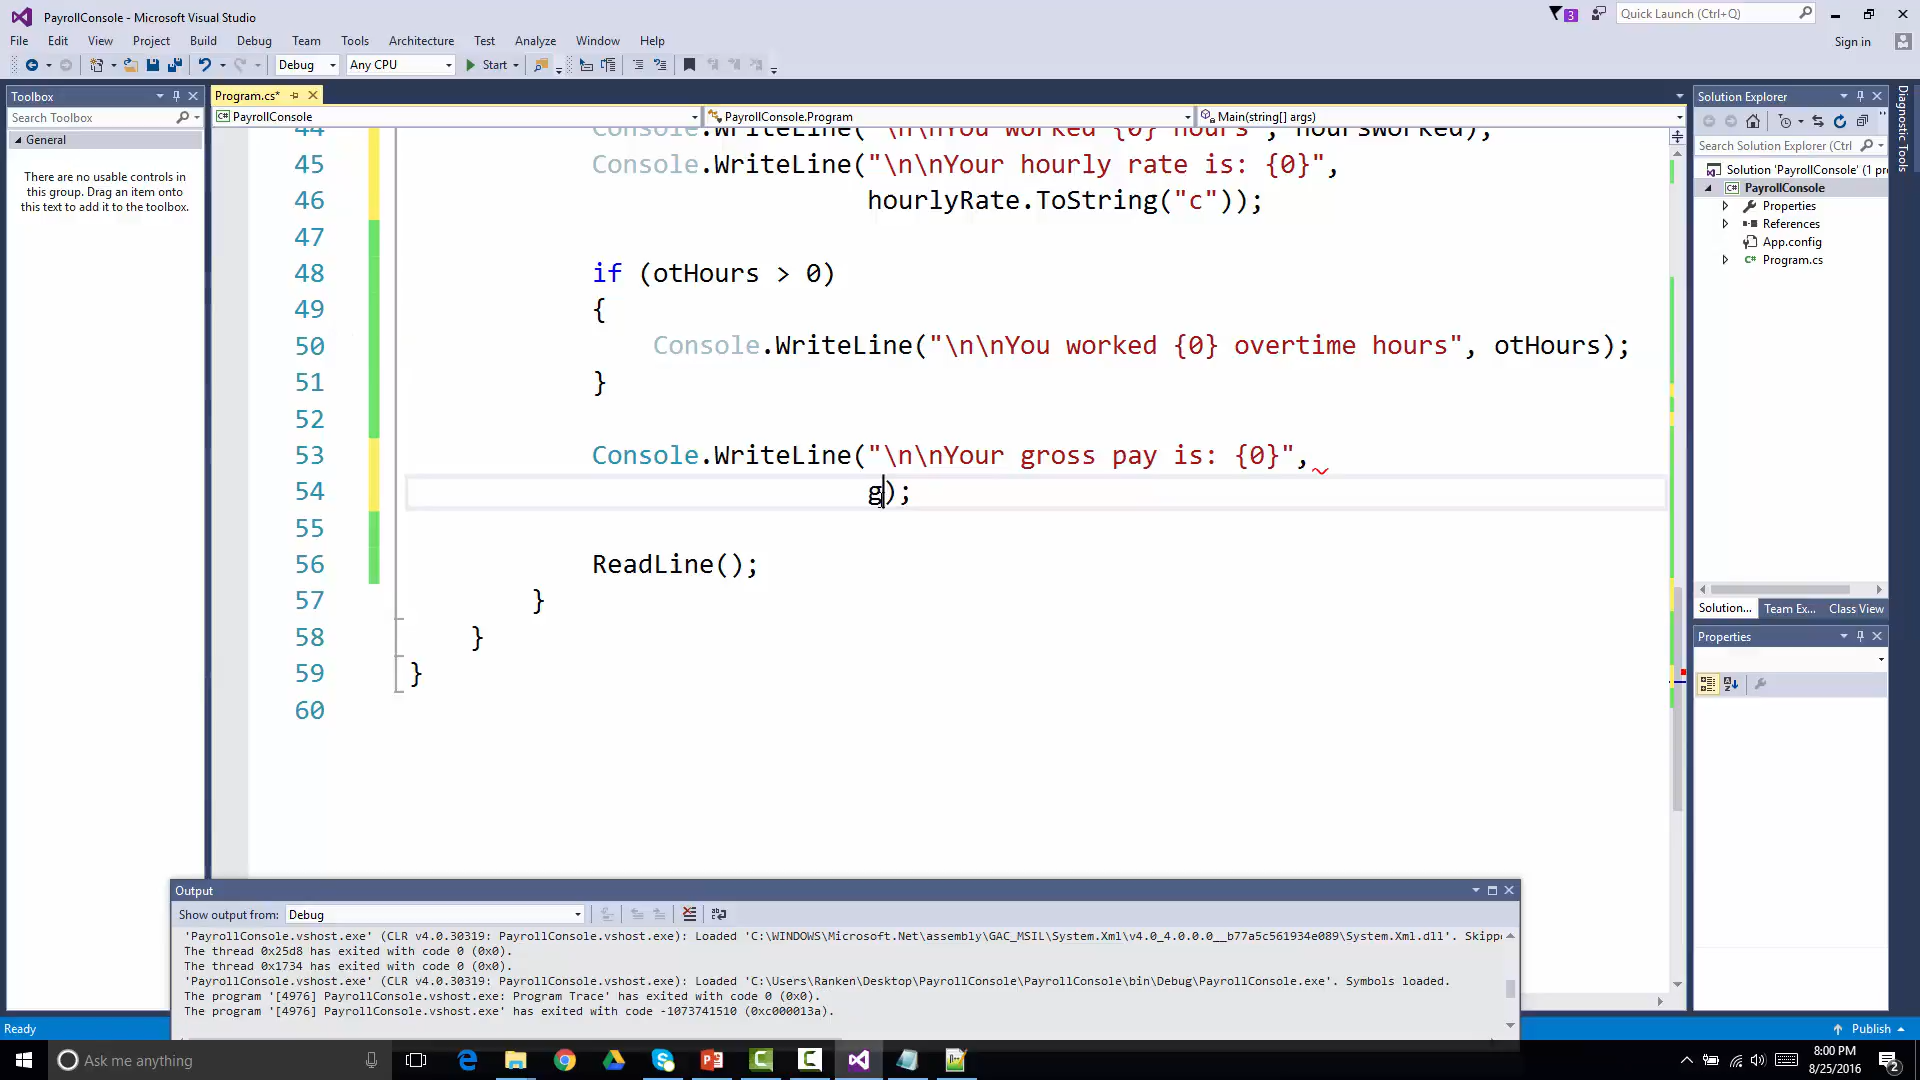 PayrollConsole - Microsoft Visual Studio
3
Quick Launch (Ctrl+Q)
File Edit View Project Build Debug Team Tools Architecture Test Analyze Window Help
Sign in
Debug Any CPU Start
Toolbox
Search Toolbox
General
There are no usable controls in
this group. Drag an item onto
this text to add it to the toolbox.
Program.cs*
PayrollConsole PayrollConsole.Program Main(string[] args)
44 Console.WriteLine("\n\nYou worked {0} hours", hoursWorked);
45 Console.WriteLine("\n\nYour hourly rate is: {0}",
46 hourlyRate.ToString("c"));
47
48 if (otHours > 0)
49 {
50 Console.WriteLine("\n\nYou worked {0} overtime hours", otHours);
51 }
52
53 Console.WriteLine("\n\nYour gross pay is: {0}",
54 g);
55
56 ReadLine();
57 }
58 }
59 }
60
Solution Explorer
Search Solution Explorer (Ctrl
Solution 'PayrollConsole' (1 pr
PayrollConsole
Properties
References
App.config
Program.cs
Solution... Team Ex... Class View
Properties
Diagnostic Tools
Output
Show output from: Debug
'PayrollConsole.vshost.exe' (CLR v4.0.30319: PayrollConsole.vshost.exe): Loaded 'C:\WINDOWS\Microsoft.Net\assembly\GAC_MSIL\System.Xml\v4.0_4.0.0.0__b77a5c561934e089\System.Xml.dll'. Skipp
The thread 0x25d8 has exited with code 0 (0x0).
The thread 0x1734 has exited with code 0 (0x0).
'PayrollConsole.vshost.exe' (CLR v4.0.30319: PayrollConsole.vshost.exe): Loaded 'C:\Users\Ranken\Desktop\PayrollConsole\PayrollConsole\bin\Debug\PayrollConsole.exe'. Symbols loaded.
The program '[4976] PayrollConsole.vshost.exe: Program Trace' has exited with code 0 (0x0).
The program '[4976] PayrollConsole.vshost.exe' has exited with code -1073741510 (0xc000013a).
Ready
Publish
Ask me anything
8:00 PM
8/25/2016
2